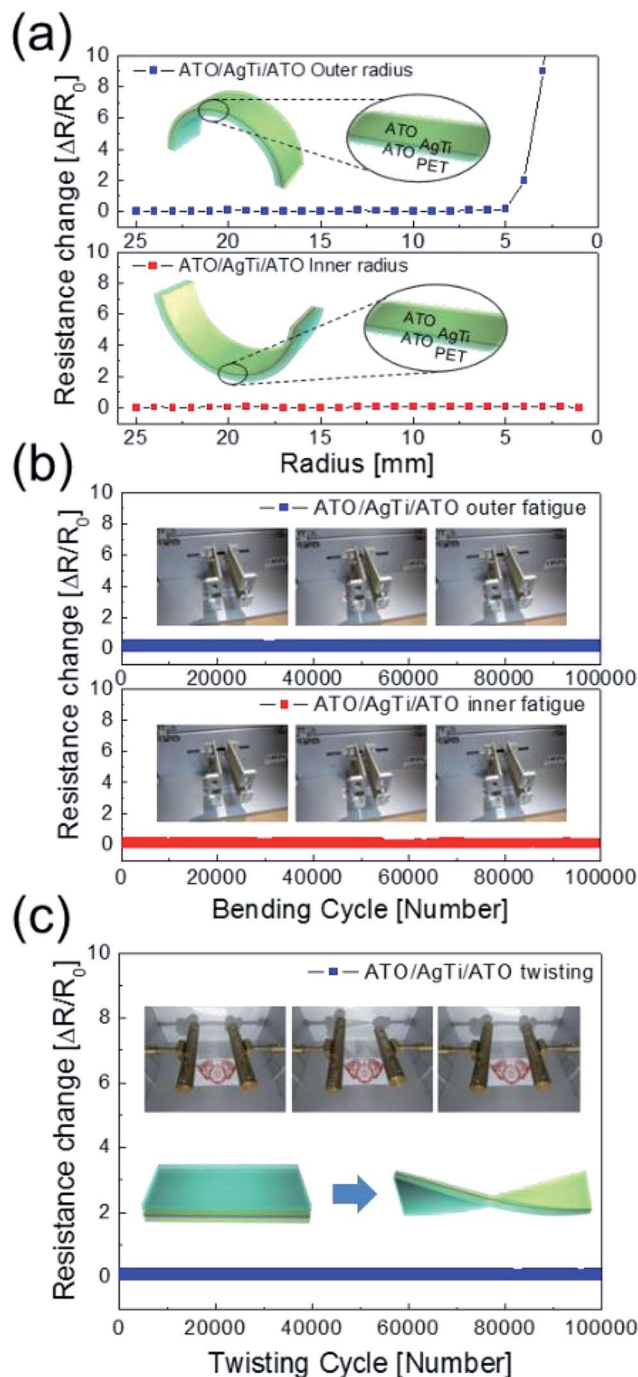 (a)
Resistance change [ΔR/R0]
10
8
6
4
2
0
ATO/AgTi/ATO Outer radius
ATO AgTi
ATO PET
25 20 15 10 5 0
10
8
6
4
2
0
ATO/AgTi/ATO Inner radius
ATO AgTi
ATO PET
25 20 15 10 5 0
Radius [mm]
(b)
Resistance change [ΔR/R0]
10
8
6
4
2
0
ATO/AgTi/ATO outer fatigue
0 20000 40000 60000 80000 100000
10
8
6
4
2
0
ATO/AgTi/ATO inner fatigue
0 20000 40000 60000 80000 100000
Bending Cycle [Number]
(c)
Resistance change [ΔR/R0]
10
8
6
4
2
0
ATO/AgTi/ATO twisting
0 20000 40000 60000 80000 100000
Twisting Cycle [Number]